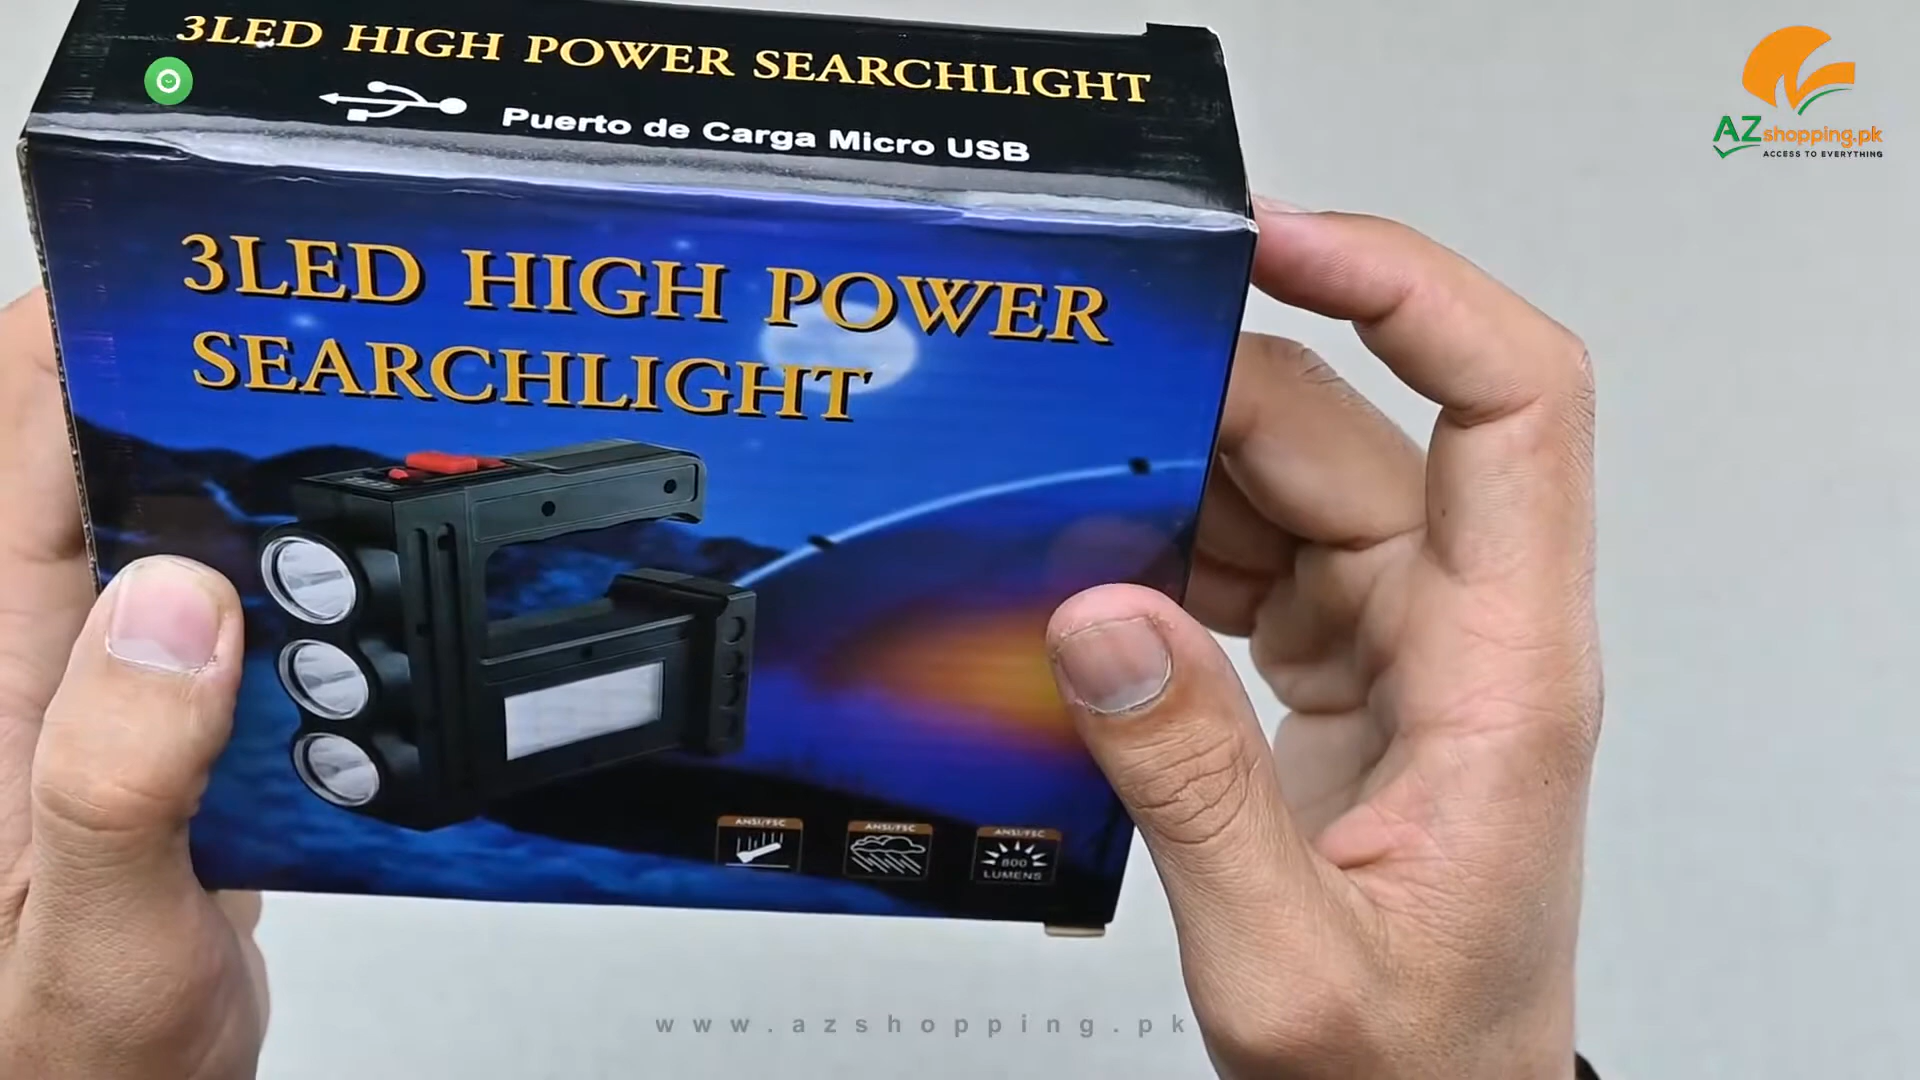 3LED HIGH POWER SEARCHLIGHT
Puerto de Carga Micro USB
3LED HIGH POWER
SEARCHLIGHT
ANSI/FSC
ANSI/FSC
ANSI/FSC
800
LUMENS
AZshopping.pk
ACCESS TO EVERYTHING
www.azshopping.pk